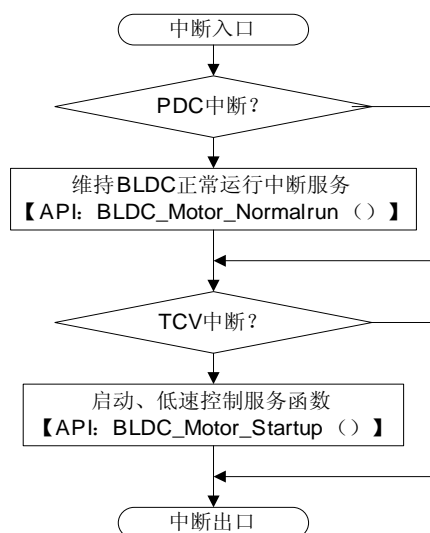 中断入口
PDC中断？
维持BLDC正常运行中断服务
【API：BLDC_Motor_Normalrun（）】
TCV中断？
启动、低速控制服务函数
【API：BLDC_Motor_Startup（）】
中断出口